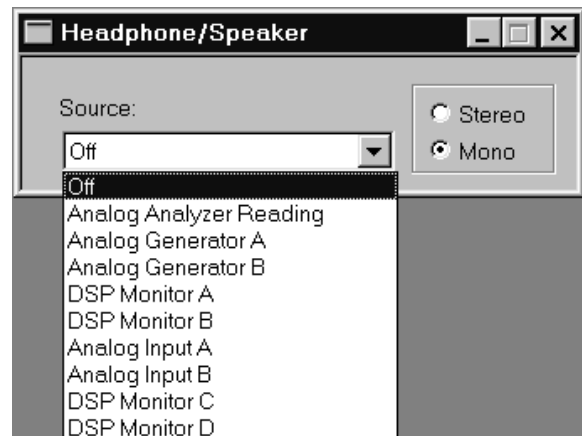 Headphone/Speaker
Source:
Stereo
Off
Mono
Off
Analog Analyzer Reading
Analog Generator A
Analog Generator B
DSP Monitor A
DSP Monitor B
Analog Input A
Analog Input B
DSP Monitor C
DSP Monitor D